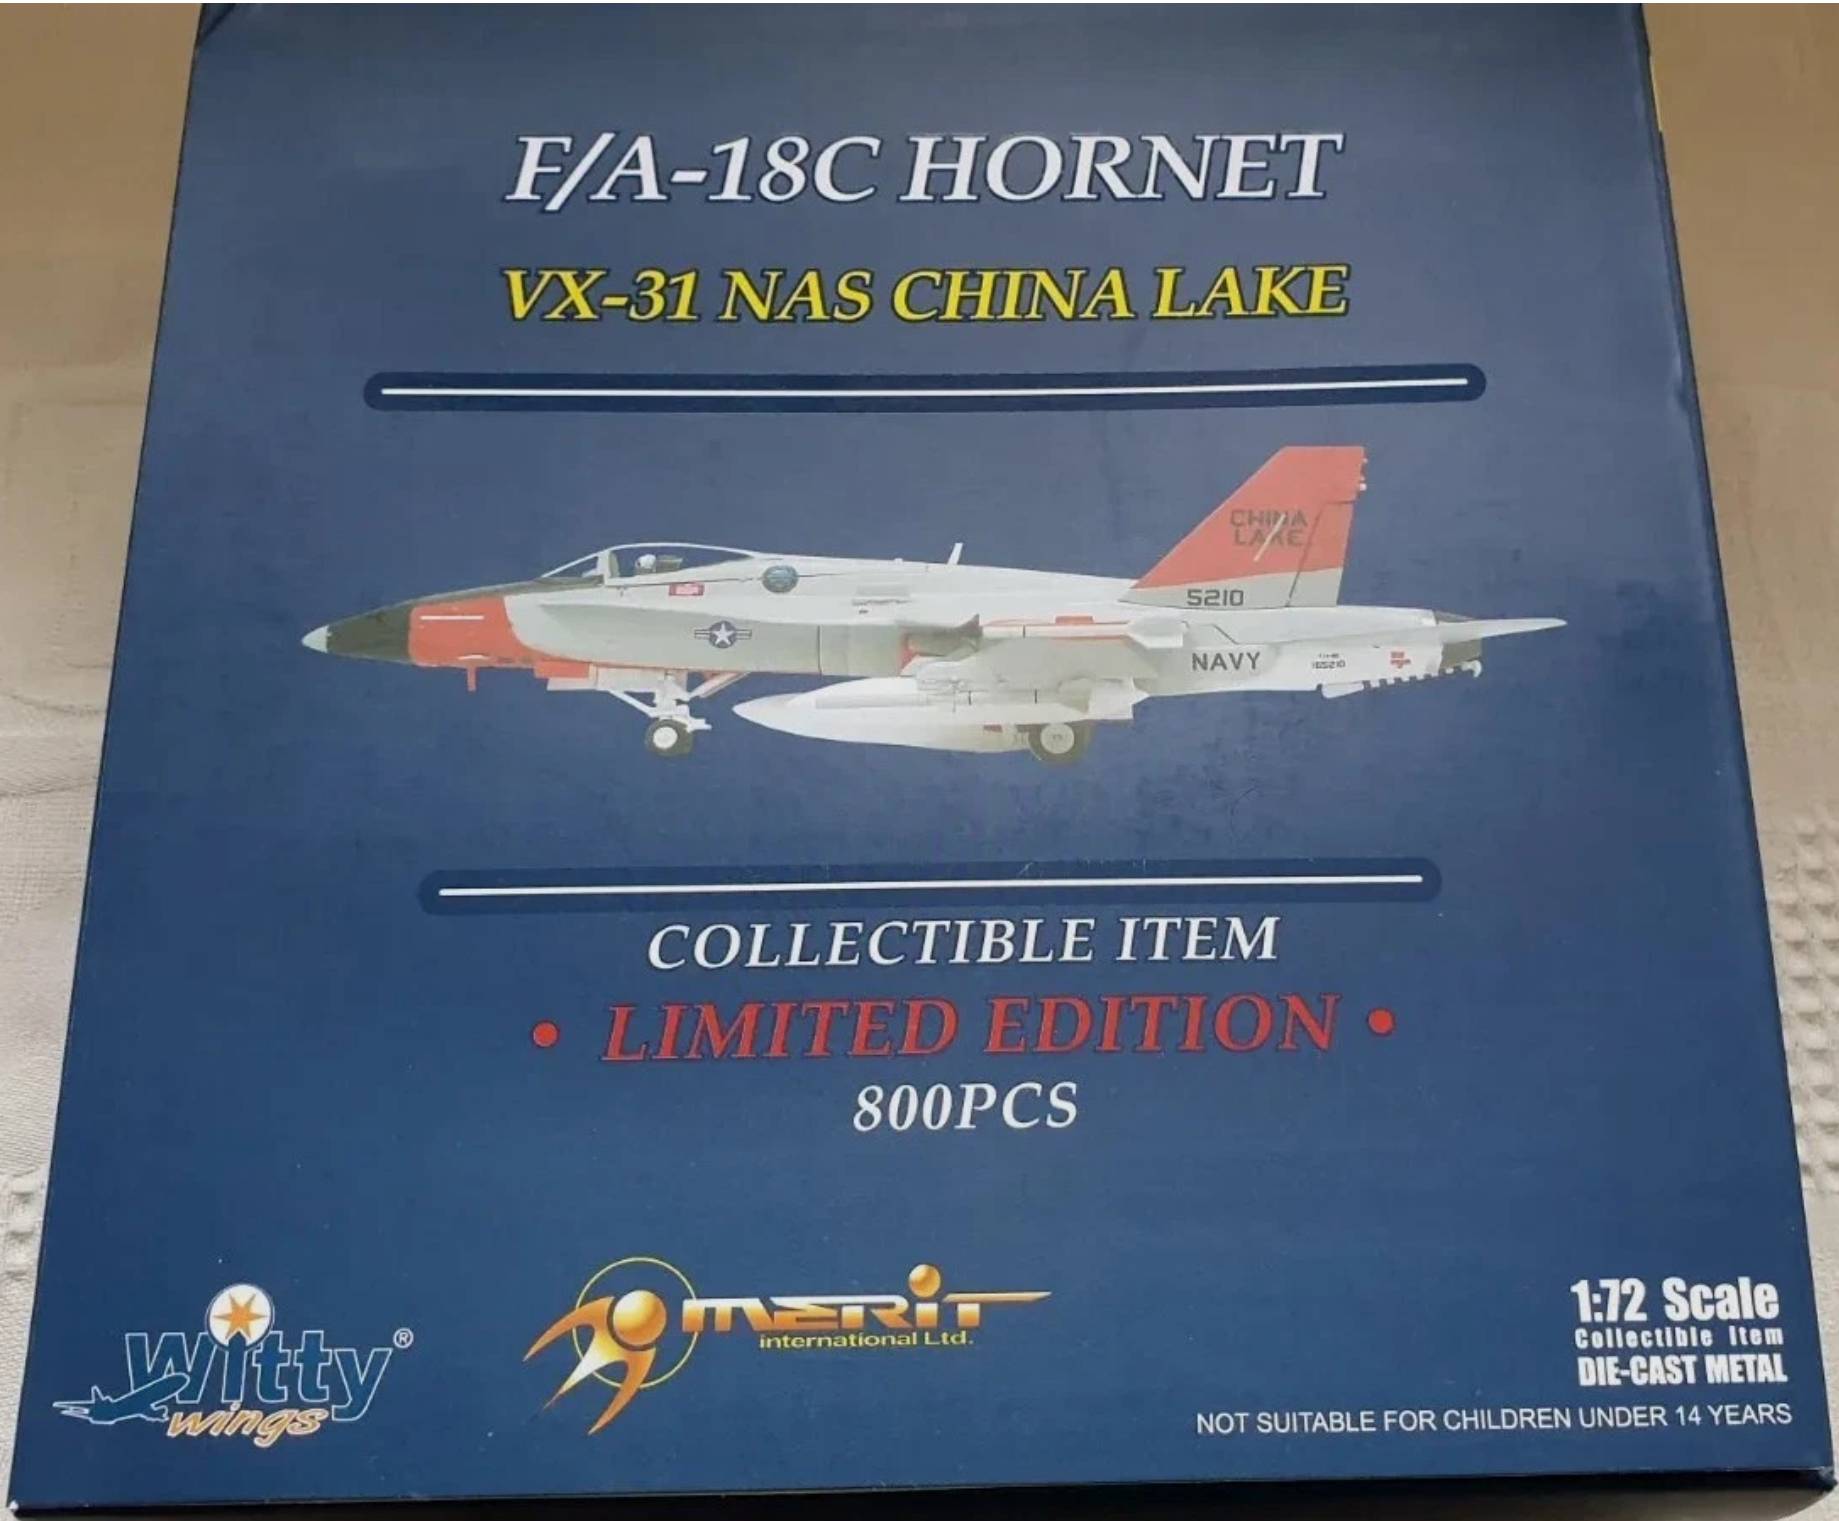 F/A-18C HORNET
VX-31 NAS CHINA LAKE
CHINA
LAKE
5210
NAVY
165210
COLLECTIBLE ITEM
• LIMITED EDITION •
800PCS
Witty®
wings
MERIT
international Ltd.
1:72 Scale
Collectible Item
DIE-CAST METAL
NOT SUITABLE FOR CHILDREN UNDER 14 YEARS